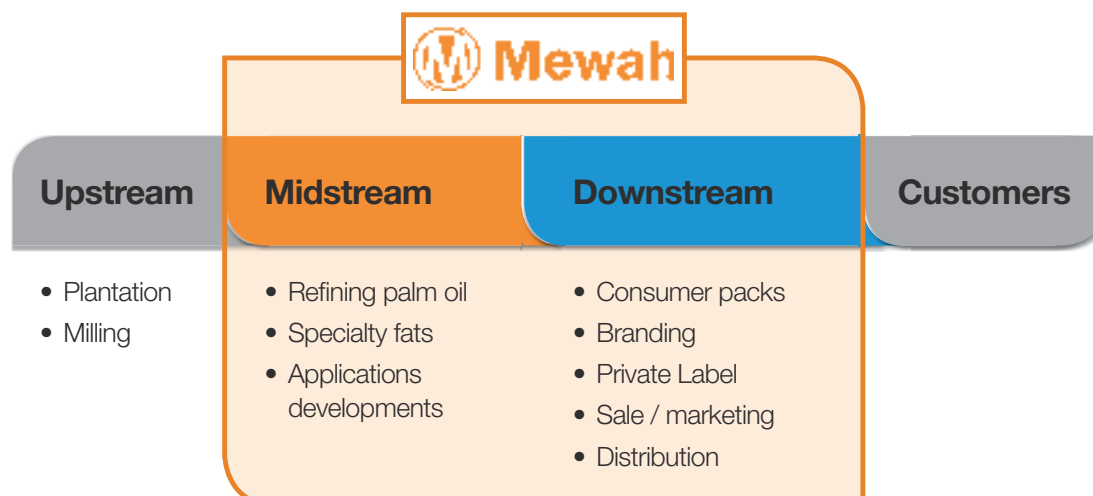 Mewah
Upstream
Midstream
Downstream
Customers
• Plantation
• Milling
• Refining palm oil
• Specialty fats
• Applications
developments
• Consumer packs
• Branding
• Private Label
• Sale / marketing
• Distribution